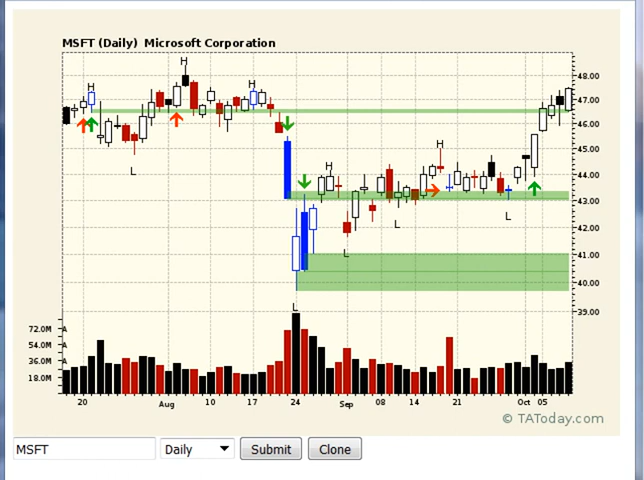 MSFT (Daily) Microsoft Corporation
H
48.00
H
H
47.00
46.00
45.00
H
L
H
44.00
43.00
L
L
42.00
L
41.00
40.00
L
39.00
72.0M A
54.0M A
36.0M A
18.0M
20 Aug 10 17 24 Sep 08 14 21 Oct 05
© TAToday.com
MSFT Daily Submit Clone